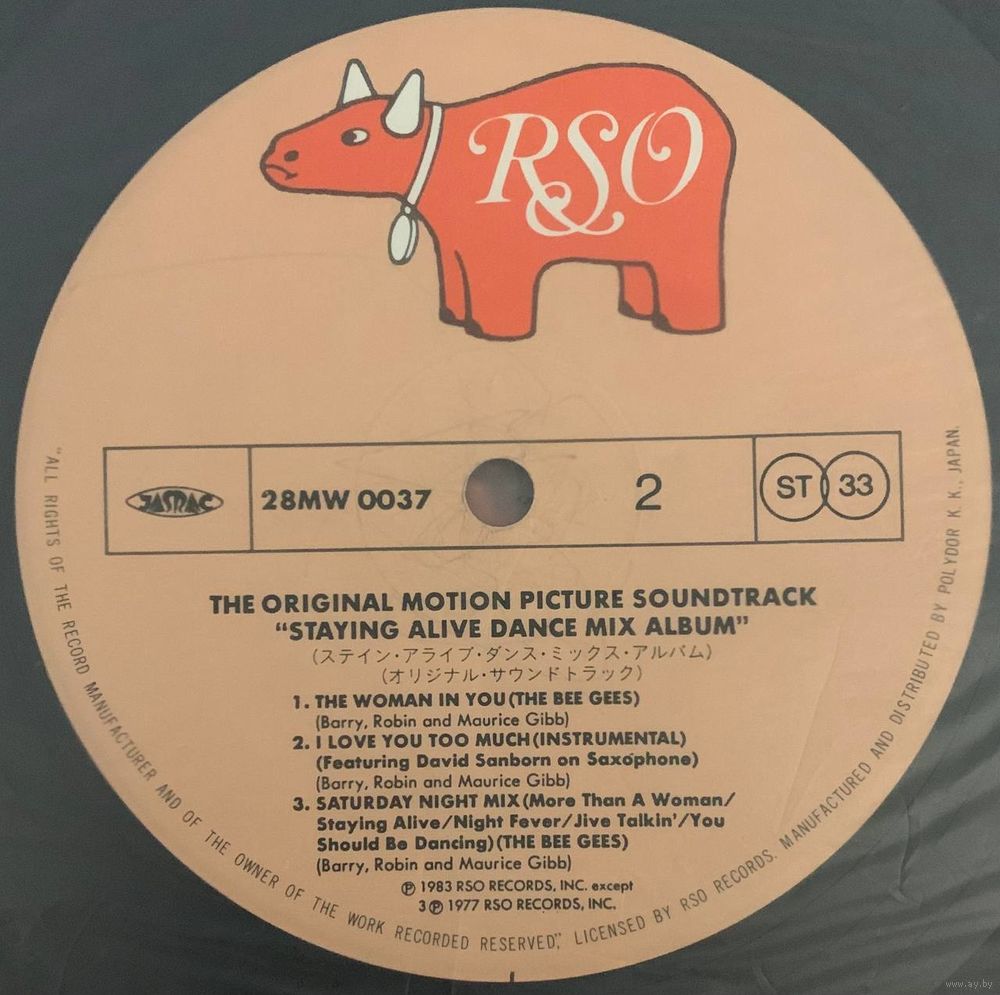 RSO
JASRAC
28MW 0037
2
ST 33
THE ORIGINAL MOTION PICTURE SOUNDTRACK
“STAYING ALIVE DANCE MIX ALBUM”
(ステイン・アライブ・ダンス・ミックス・アルバム)
(オリジナル・サウンドトラック)
1. THE WOMAN IN YOU (THE BEE GEES)
(Barry, Robin and Maurice Gibb)
2. I LOVE YOU TOO MUCH (INSTRUMENTAL)
(Featuring David Sanborn on Saxophone)
(Barry, Robin and Maurice Gibb)
3. SATURDAY NIGHT MIX (More Than A Woman/
Staying Alive/Night Fever/Jive Talkin'/You
Should Be Dancing) (THE BEE GEES)
(Barry, Robin and Maurice Gibb)
℗ 1983 RSO RECORDS, INC. except
3 ℗ 1977 RSO RECORDS, INC.
“ALL RIGHTS OF THE RECORD MANUFACTURER AND OF THE OWNER OF THE WORK RECORDED RESERVED”, LICENSED BY RSO RECORDS. MANUFACTURED AND DISTRIBUTED BY POLYDOR K. K., JAPAN.
www.ay.by